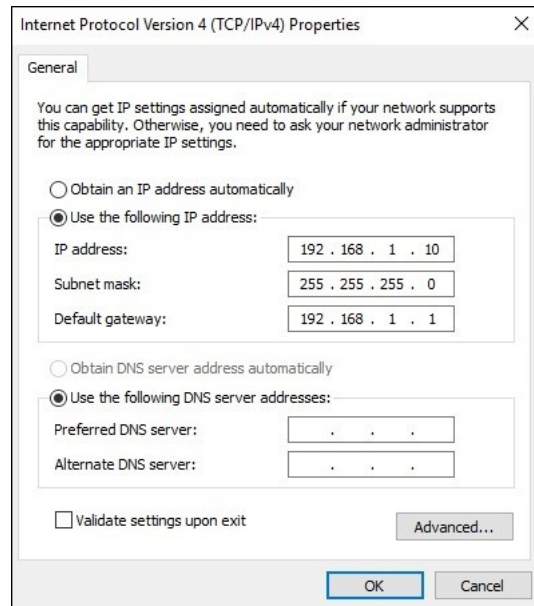 Internet Protocol Version 4 (TCP/IPv4) Properties
General
You can get IP settings assigned automatically if your network supports
this capability. Otherwise, you need to ask your network administrator
for the appropriate IP settings.
Obtain an IP address automatically
Use the following IP address:
IP address: 192 . 168 . 1 . 10
Subnet mask: 255 . 255 . 255 . 0
Default gateway: 192 . 168 . 1 . 1
Obtain DNS server address automatically
Use the following DNS server addresses:
Preferred DNS server: . . .
Alternate DNS server: . . .
Validate settings upon exit
Advanced...
OK Cancel